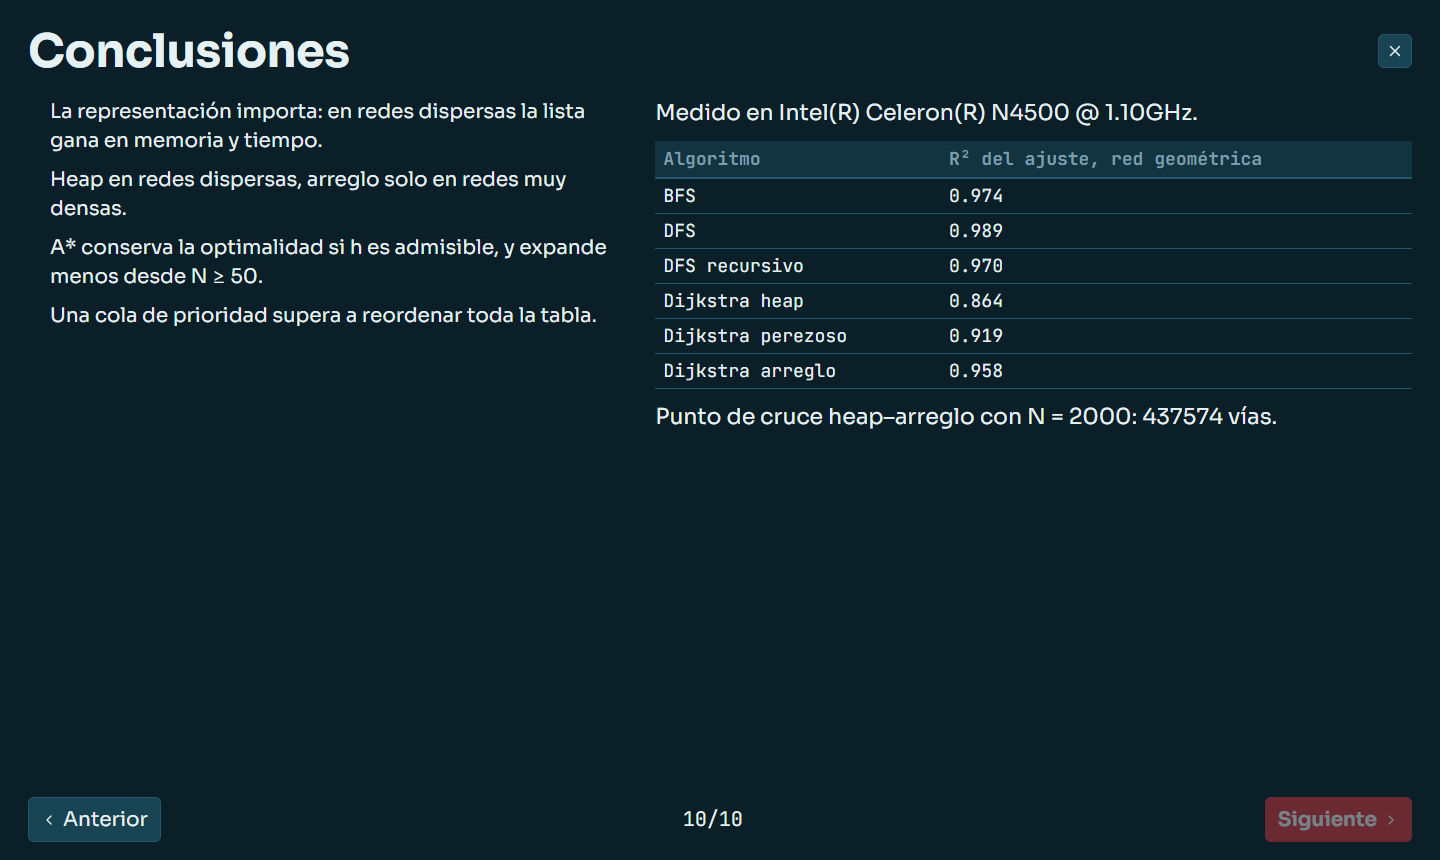 Conclusiones
×
La representación importa: en redes dispersas la lista
gana en memoria y tiempo.
Heap en redes dispersas, arreglo solo en redes muy
densas.
A* conserva la optimalidad si h es admisible, y expande
menos desde N ≥ 50.
Una cola de prioridad supera a reordenar toda la tabla.
Medido en Intel(R) Celeron(R) N4500 @ 1.10GHz.
Algoritmo R² del ajuste, red geométrica
BFS 0.974
DFS 0.989
DFS recursivo 0.970
Dijkstra heap 0.864
Dijkstra perezoso 0.919
Dijkstra arreglo 0.958
Punto de cruce heap–arreglo con N = 2000: 437574 vías.
‹ Anterior
10/10
Siguiente ›